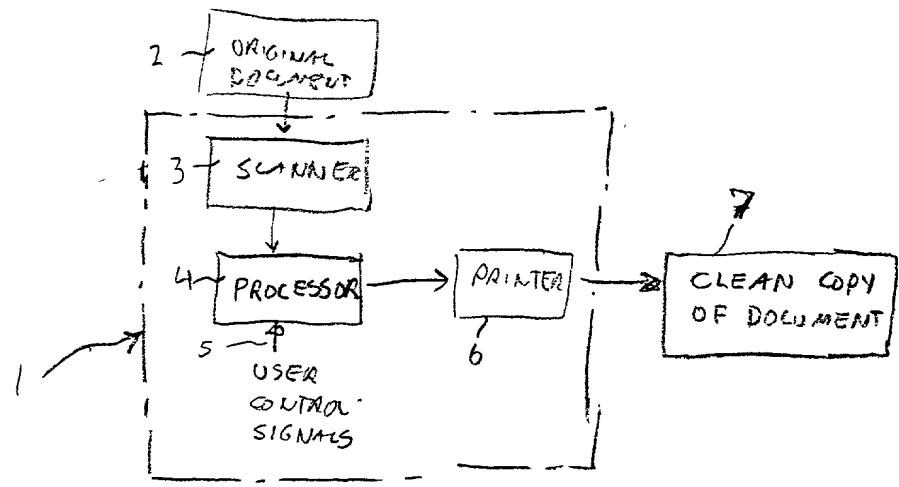 2
ORIGINAL
DOCUMENT
3
SCANNER
4
PROCESSOR
PRINTER
7
CLEAN COPY
OF DOCUMENT
5
6
1
USER
CONTROL
SIGNALS